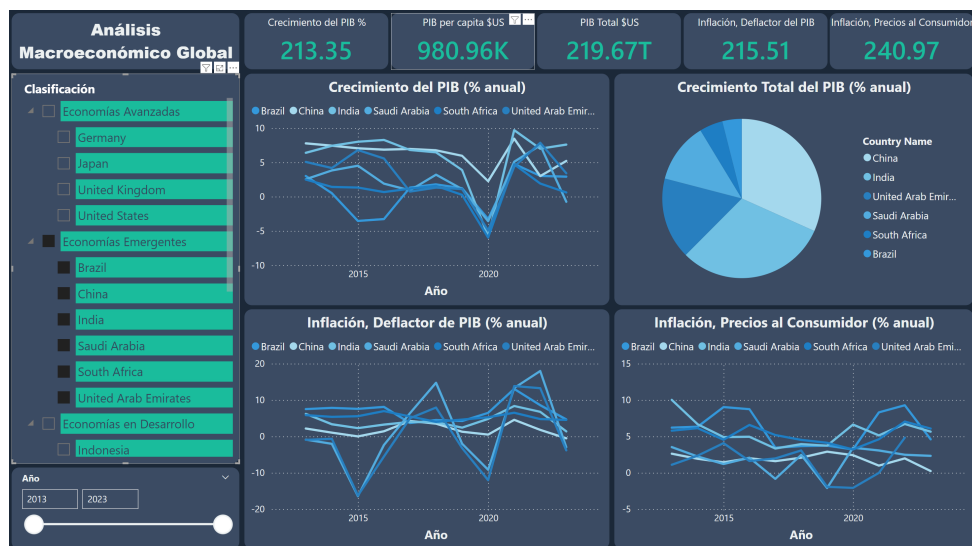 Análisis
Macroeconómico Global
Crecimiento del PIB %
213.35
PIB per capita $US
980.96K
PIB Total $US
219.67T
Inflación, Deflactor del PIB
215.51
Inflación, Precios al Consumidor
240.97
Clasificación
Economías Avanzadas
Germany
Japan
United Kingdom
United States
Economías Emergentes
Brazil
China
India
Saudi Arabia
South Africa
United Arab Emirates
Economías en Desarrollo
Indonesia
Año
2013
2023
Crecimiento del PIB (% anual)
Brazil China India Saudi Arabia South Africa United Arab Emir...
10
5
0
-5
-10
2015
2020
Año
Crecimiento Total del PIB (% anual)
Country Name
China
India
United Arab Emir...
Saudi Arabia
South Africa
Brazil
Inflación, Deflactor de PIB (% anual)
Brazil China India Saudi Arabia South Africa United Arab Emir...
20
10
0
-10
-20
2015
2020
Año
Inflación, Precios al Consumidor (% anual)
Brazil China India Saudi Arabia South Africa United Arab Emi...
15
10
5
0
-5
2015
2020
Año